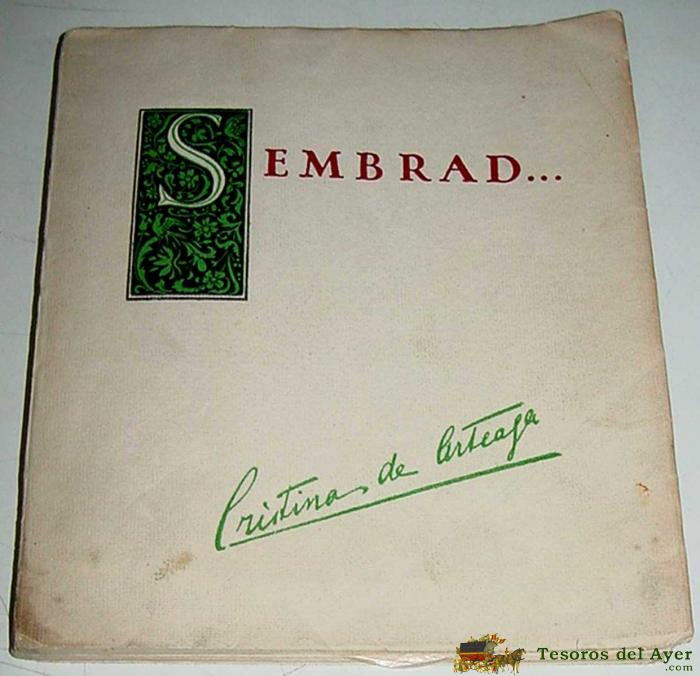 SEMBRAD...
Cristina de Arteaga
Tesoros del Ayer
.com